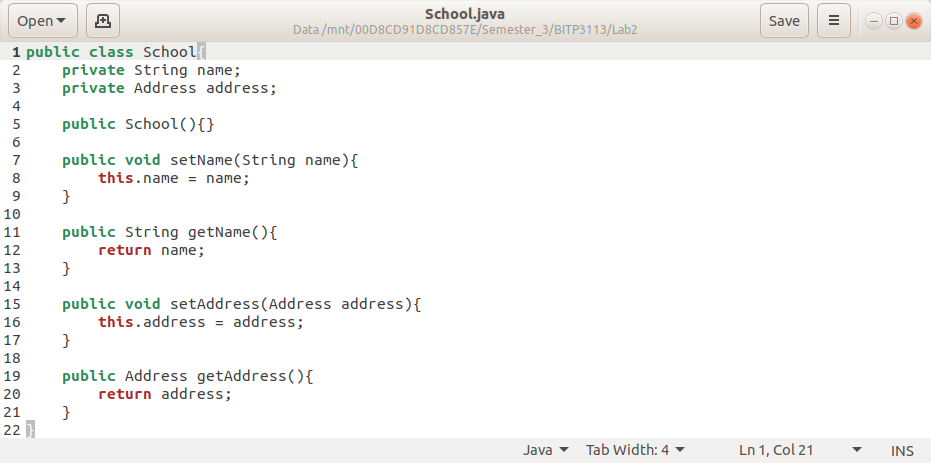 Open School.java Save
Data /mnt/00D8CD91D8CD857E/Semester_3/BITP3113/Lab2
1 public class School{
2     private String name;
3     private Address address;
4
5     public School(){}
6
7     public void setName(String name){
8         this.name = name;
9     }
10
11     public String getName(){
12         return name;
13     }
14
15     public void setAddress(Address address){
16         this.address = address;
17     }
18
19     public Address getAddress(){
20         return address;
21     }
22 }
Java Tab Width: 4 Ln 1, Col 21 INS